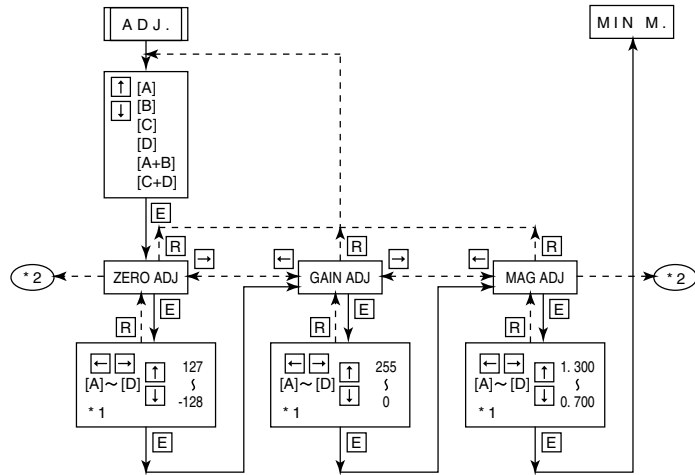 ADJ.
MIN M.
↑ [A]
↓ [B]
[C]
[D]
[A+B]
[C+D]
E
R → ← R → ← R
*2 ZERO ADJ GAIN ADJ MAG ADJ *2
R E R E R E
← → ↑ 127
[A]~[D] ~
↓ -128
*1
← → ↑ 255
[A]~[D] ~
↓ 0
*1
← → ↑ 1.300
[A]~[D] ~
↓ 0.700
*1
E E E